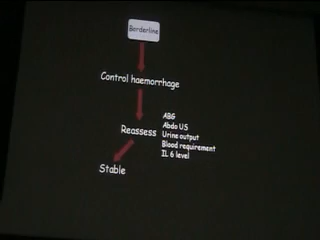 Borderline
Control haemorrhage
Reassess
ABG
Abdo US
Urine output
Blood requirement
IL 6 level
Stable